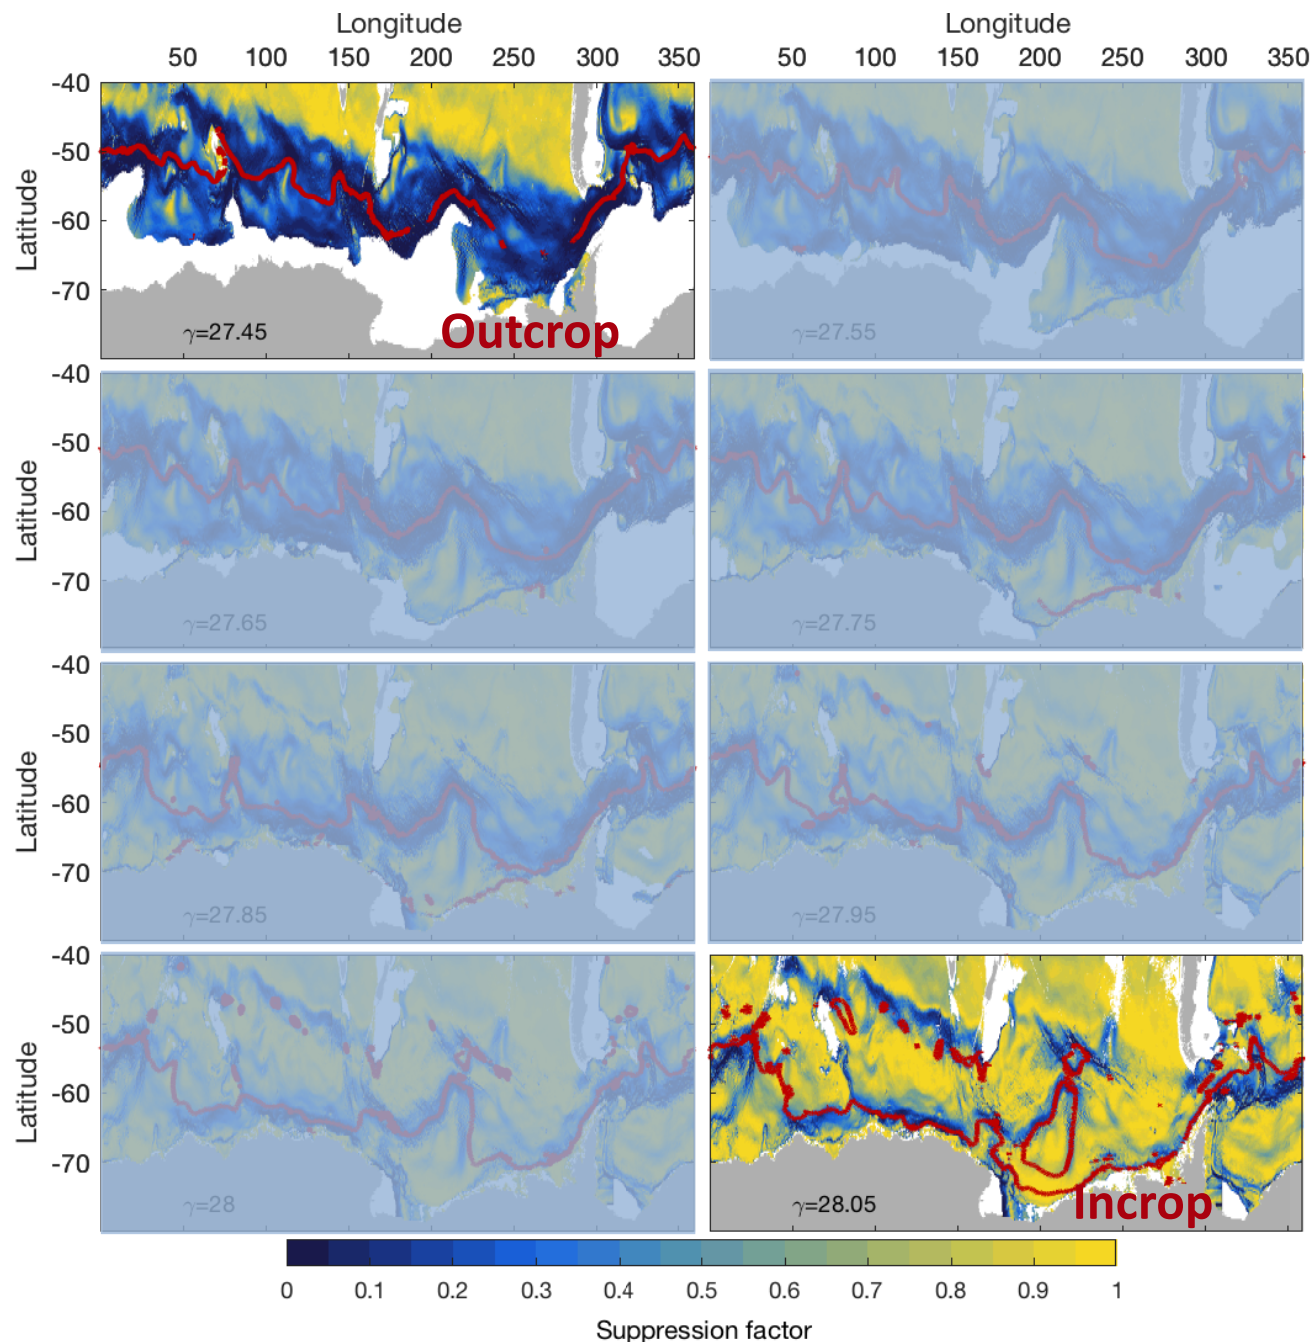 Longitude Longitude
50 100 150 200 250 300 350 50 100 150 200 250 300 350
-40
-50
-60
-70
Latitude
γ=27.45
Outcrop
γ=27.55
-40
-50
-60
-70
Latitude
γ=27.65
γ=27.75
-40
-50
-60
-70
Latitude
γ=27.85
γ=27.95
-40
-50
-60
-70
Latitude
γ=28
γ=28.05
Incrop
0 0.1 0.2 0.3 0.4 0.5 0.6 0.7 0.8 0.9 1
Suppression factor